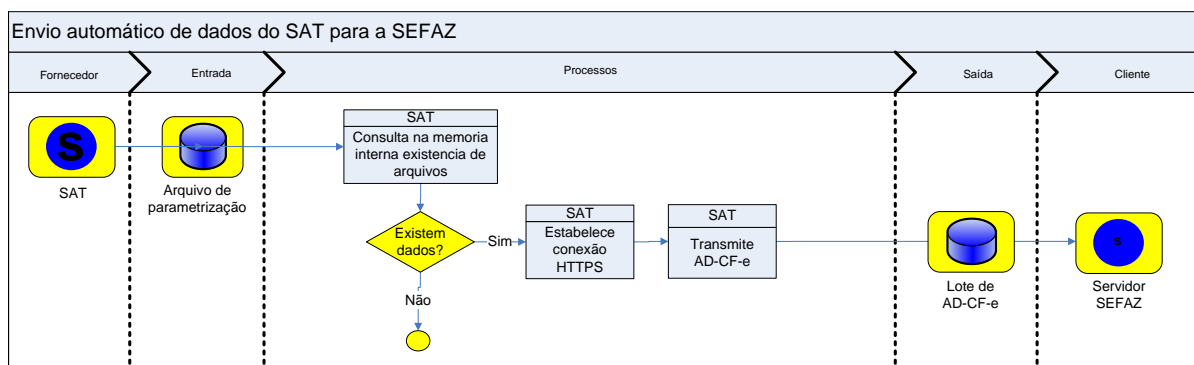 Envio automático de dados do SAT para a SEFAZ
Fornecedor
Entrada
Processos
Saída
Cliente
S
SAT
Arquivo de
parametrização
SAT
Consulta na memoria
interna existencia de
arquivos
Existem
dados?
Sim
Não
SAT
Estabelece
conexão
HTTPS
SAT
Transmite
AD-CF-e
Lote de
AD-CF-e
S
Servidor
SEFAZ